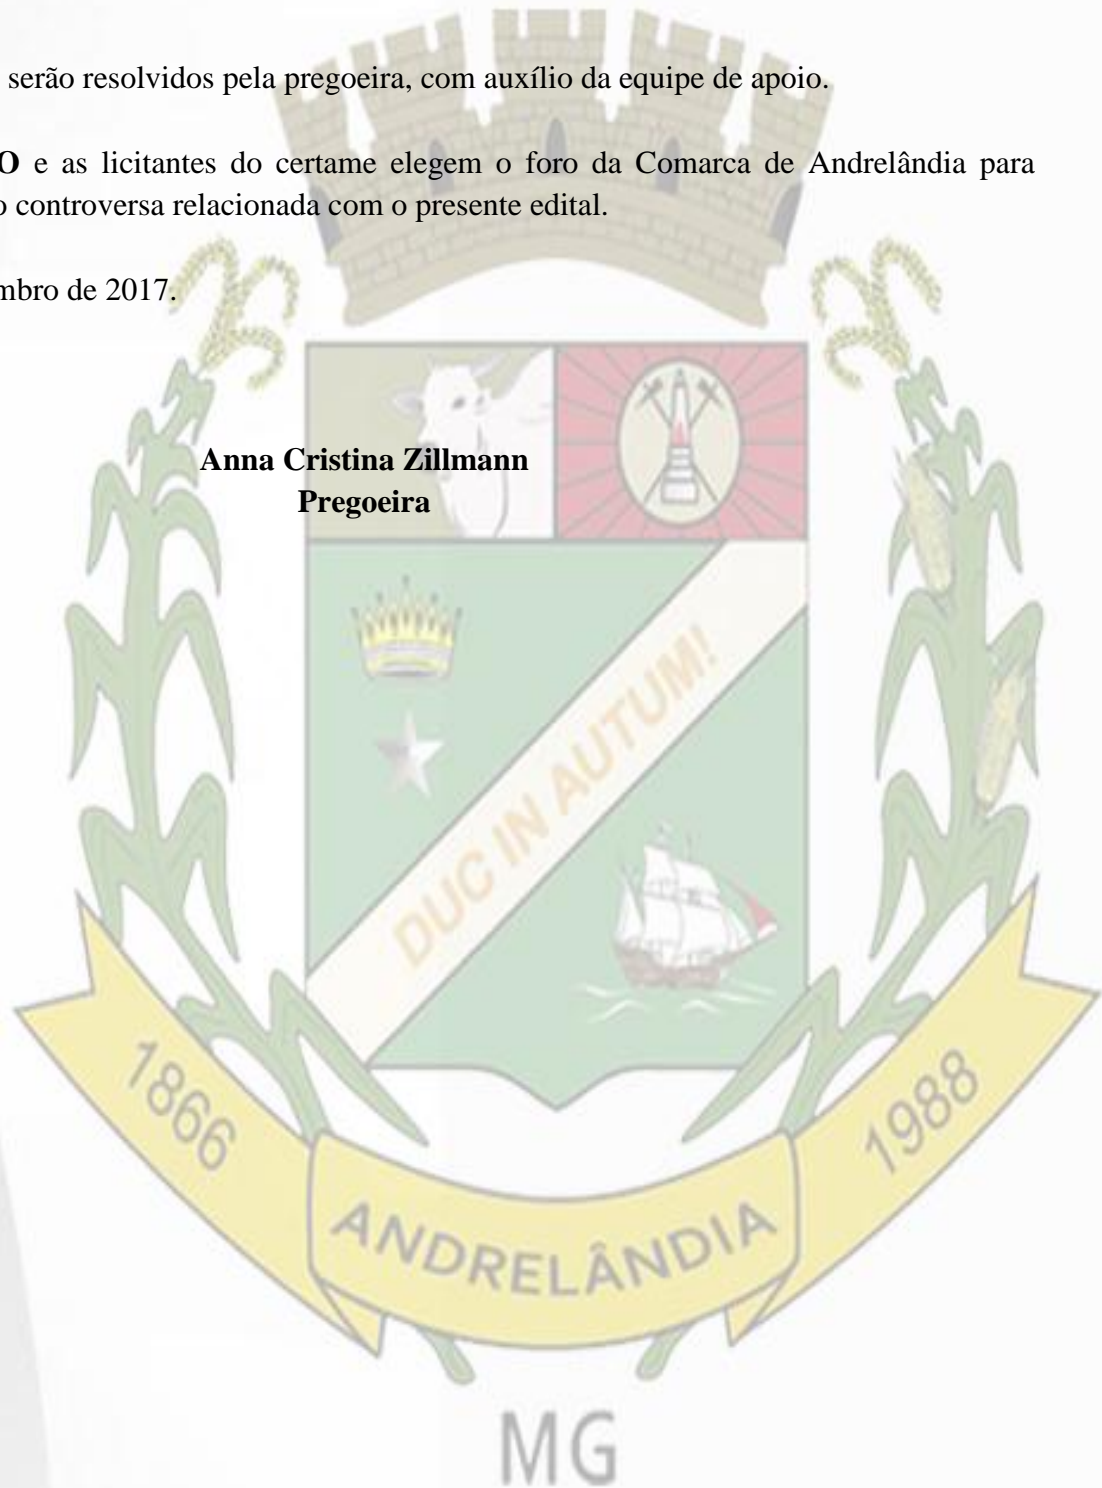 serão resolvidos pela pregoeira, com auxílio da equipe de apoio.
O e as licitantes do certame elegem o foro da Comarca de Andrelândia para
o controversa relacionada com o presente edital.
mbro de 2017.
Anna Cristina Zillmann
Pregoeira
DUC IN AUTUM!
1866
ANDRELÂNDIA
1988
MG